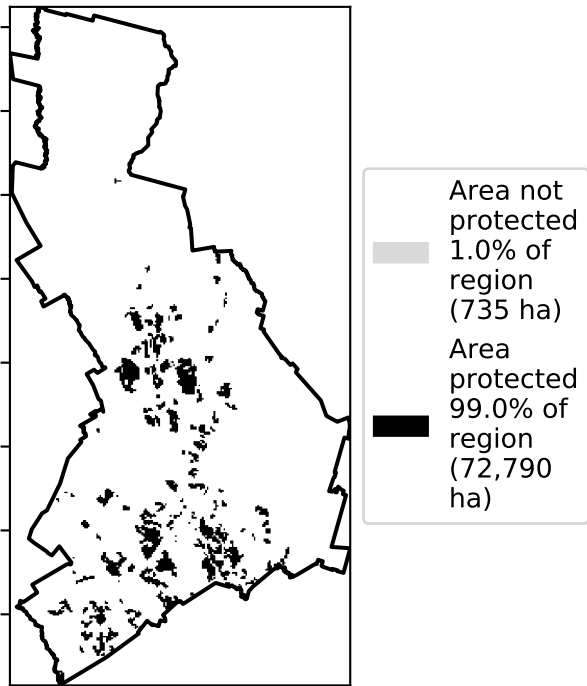 Area not
protected
1.0% of
region
(735 ha)
Area
protected
99.0% of
region
(72,790
ha)